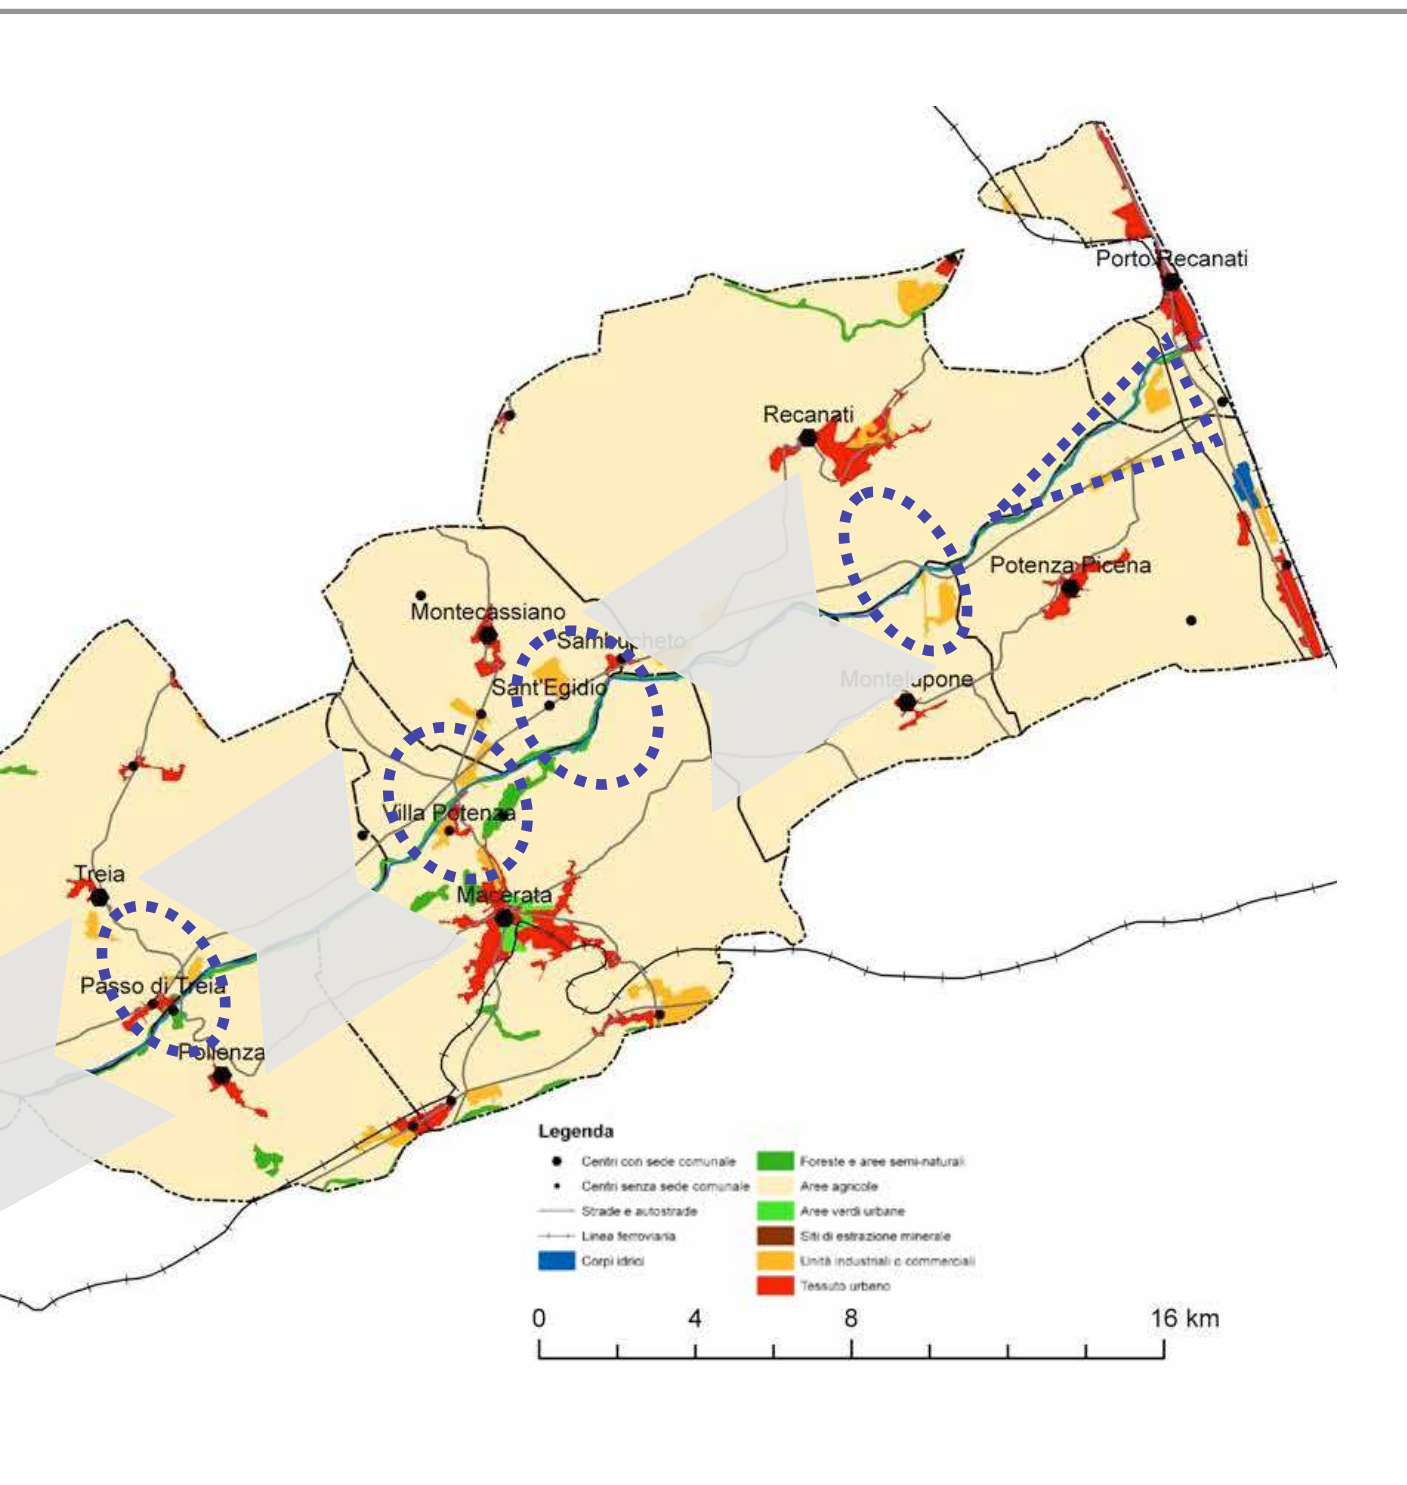 Porto Recanati
Recanati
Potenza Picena
Montecassiano
Sambucheto
Sant'Egidio
Montelupone
Villa Potenza
Treia
Macerata
Passo di Treia
Pollenza
Legenda
Centri con sede comunale
Centri senza sede comunale
Strade e autostrade
Linea ferroviaria
Corpi idrici
Foreste e aree semi-naturali
Aree agricole
Aree verdi urbane
Siti di estrazione minerale
Unità industriali o commerciali
Tessuto urbano
0 4 8 16 km